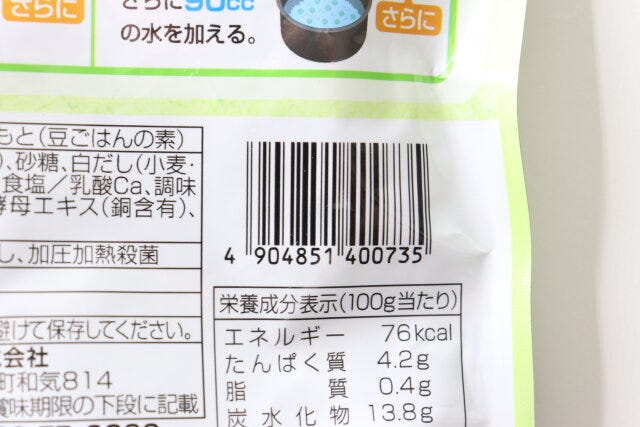 さらに
さらに90cc
の水を加える。
さらに
もと(豆ごはんの素)
、砂糖、白だし(小麦・
食塩/乳酸Ca、調味
酵母エキス(銅含有)、
し、加圧加熱殺菌
避けて保存してください。
式会社
町和気814
賞味期限の下段に記載
4 904851 400735
栄養成分表示(100g当たり)
エネルギー 76kcal
たんぱく質 4.2g
脂質 0.4g
炭水化物 13.8g